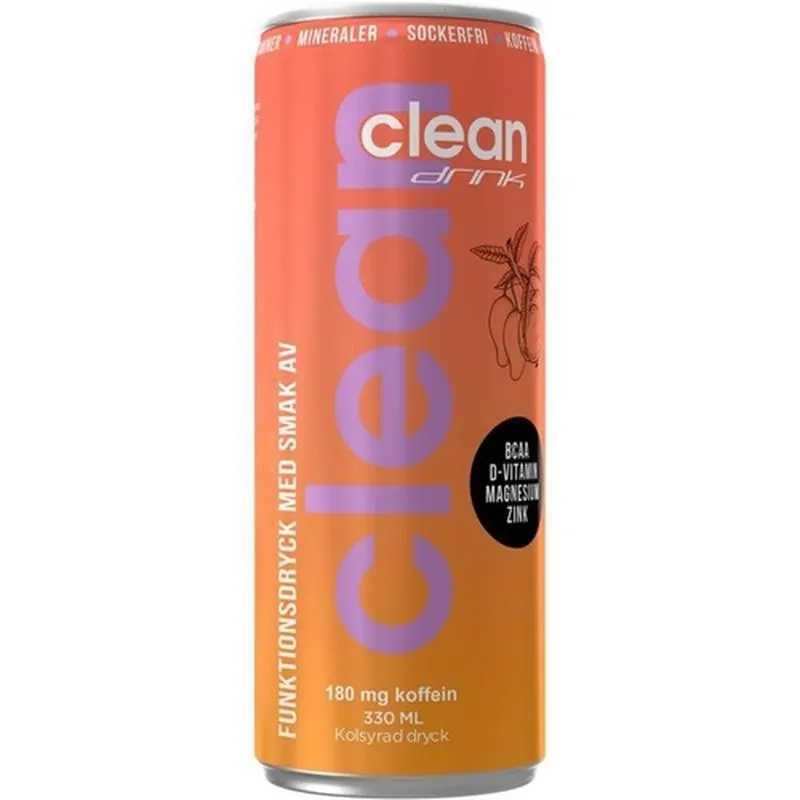 MINERALER • SOCKERFRI
clean
drink
clean
FUNKTIONSDRYCK MED SMAK AV
BCAA
D-VITAMIN
MAGNESIUM
ZINK
180 mg koffein
330 ML
Kolsyrad dryck